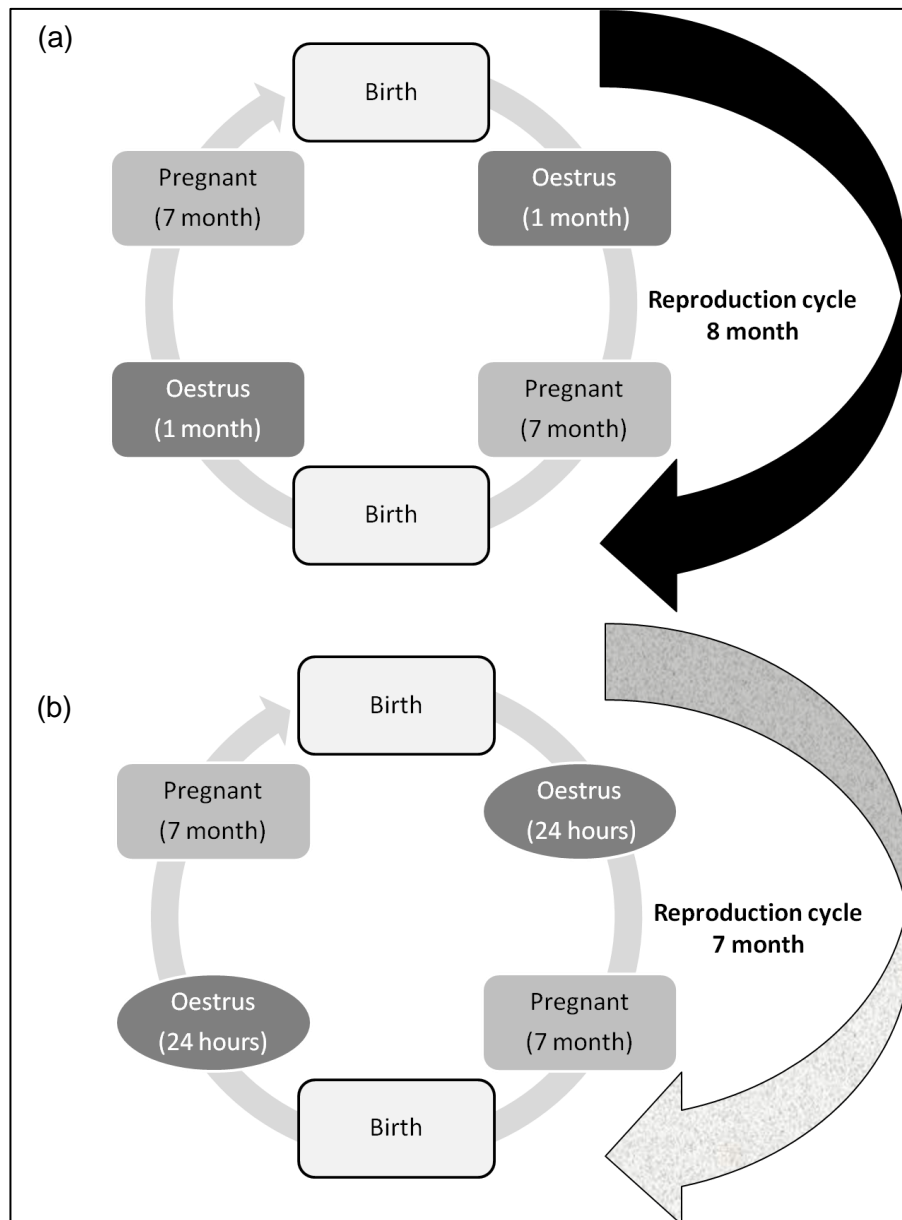 (a)
Birth
Pregnant
(7 month)
Oestrus
(1 month)
Reproduction cycle
8 month
Oestrus
(1 month)
Pregnant
(7 month)
Birth
(b)
Birth
Pregnant
(7 month)
Oestrus
(24 hours)
Reproduction cycle
7 month
Oestrus
(24 hours)
Pregnant
(7 month)
Birth